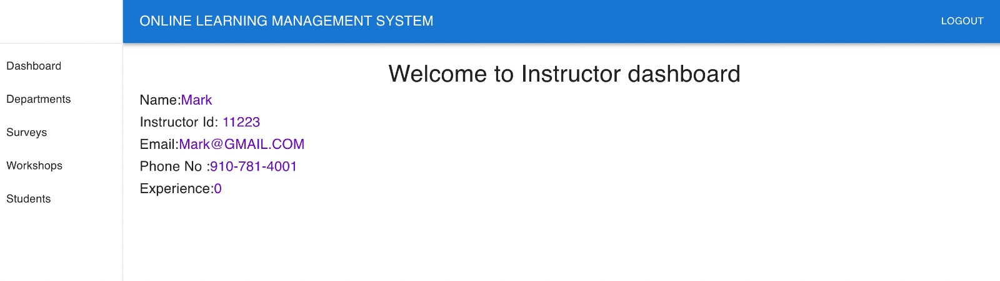 ONLINE LEARNING MANAGEMENT SYSTEM
LOGOUT
Dashboard
Departments
Surveys
Workshops
Students
Welcome to Instructor dashboard
Name:Mark
Instructor Id: 11223
Email:Mark@GMAIL.COM
Phone No :910-781-4001
Experience:0